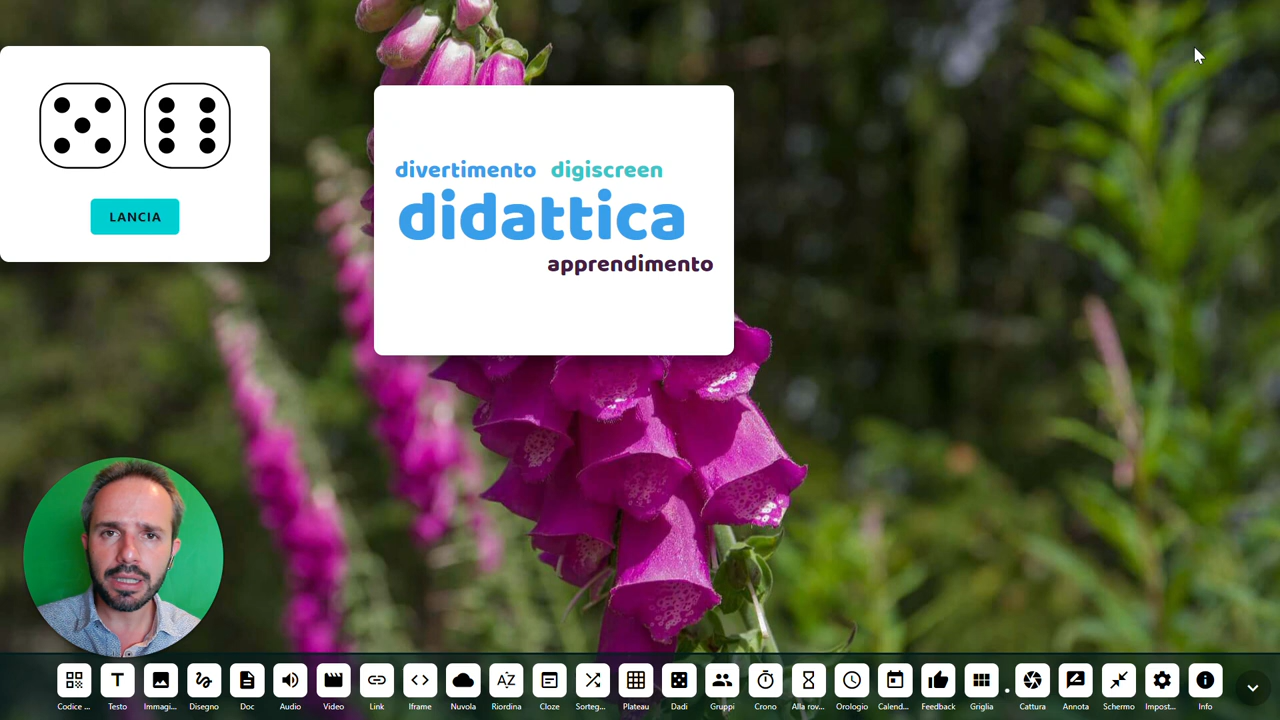 LANCIA
divertimento digiscreen
didattica
apprendimento
Codice ...
Testo
Immagi...
Disegno
Doc
Audio
Video
Link
Iframe
Nuvola
Riordina
Cloze
Sorteg...
Plateau
Dadi
Gruppi
Crono
Alla rov...
Orologio
Calend...
Feedback
Griglia
Cattura
Annota
Schermo
Impost...
Info